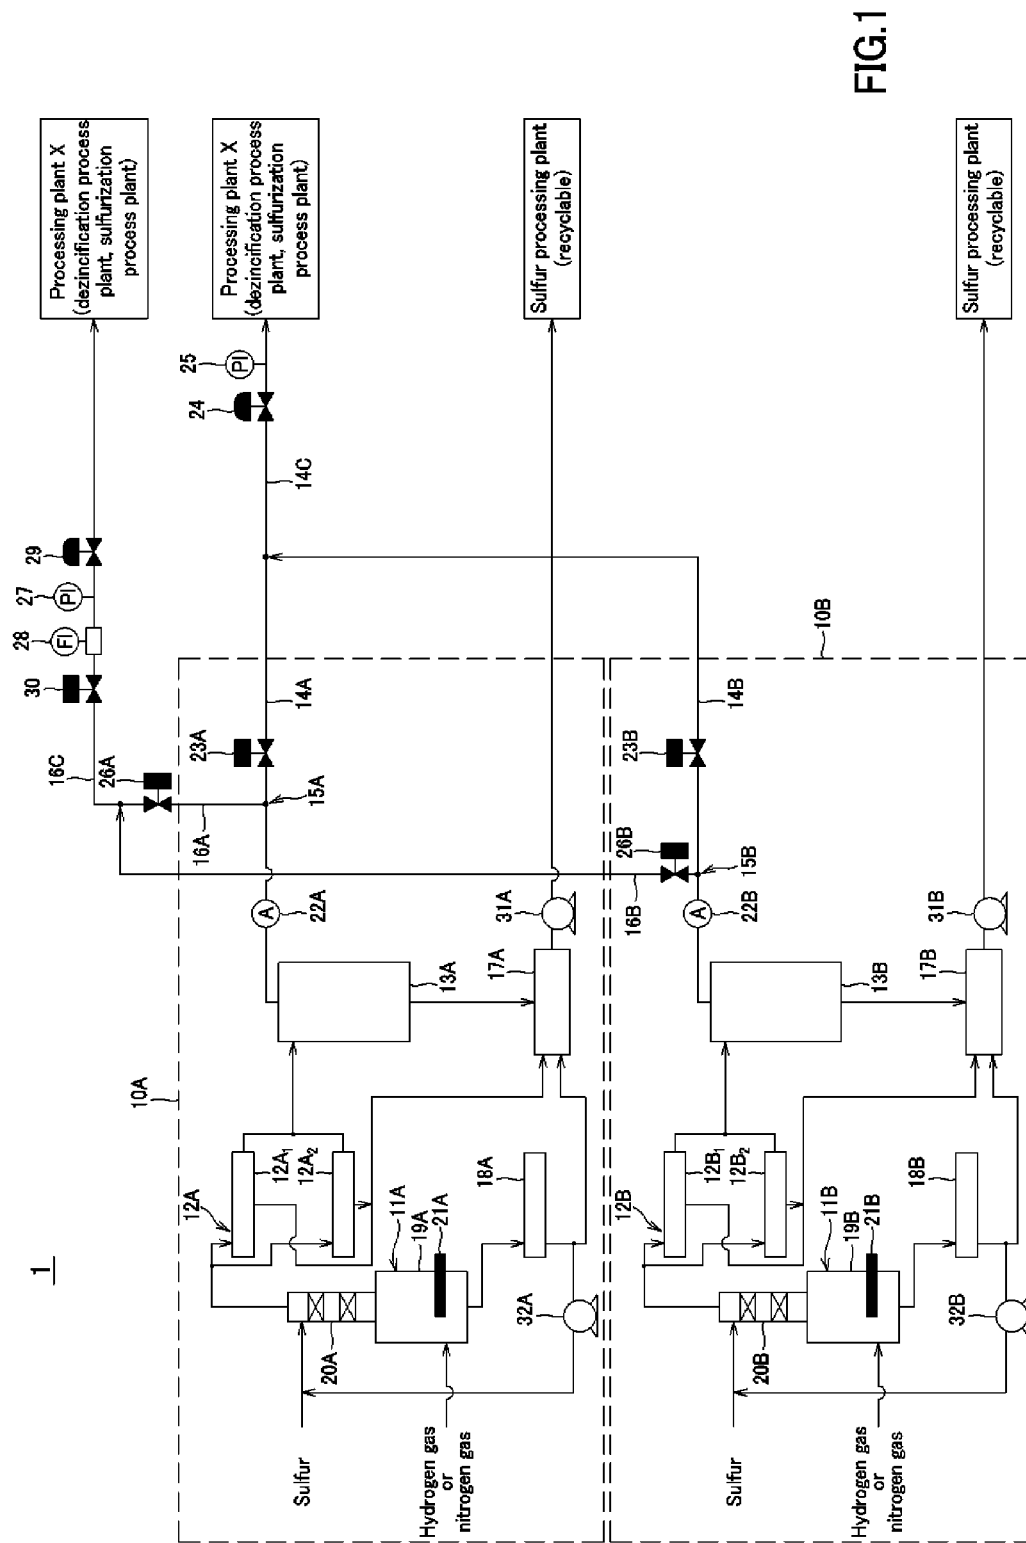 FIG.1
1
Processing plant X
(dezincification process
plant, sulfurization
process plant)
Processing plant X
(dezincification process
plant, sulfurization
process plant)
Sulfur processing plant
(recyclable)
Sulfur processing plant
(recyclable)
29
27
PI
28
FI
30
16C
26A
16A
25
PI
24
14C
14A
23A
15A
22A
A
10A
10B
14B
23B
26B
15B
16B
22B
A
31A
17A
13A
31B
17B
13B
12A
12A1
12A2
11A
19A
21A
18A
20A
32A
12B
12B1
12B2
11B
19B
21B
18B
20B
32B
Sulfur
Hydrogen gas
or
nitrogen gas
Sulfur
Hydrogen gas
or
nitrogen gas